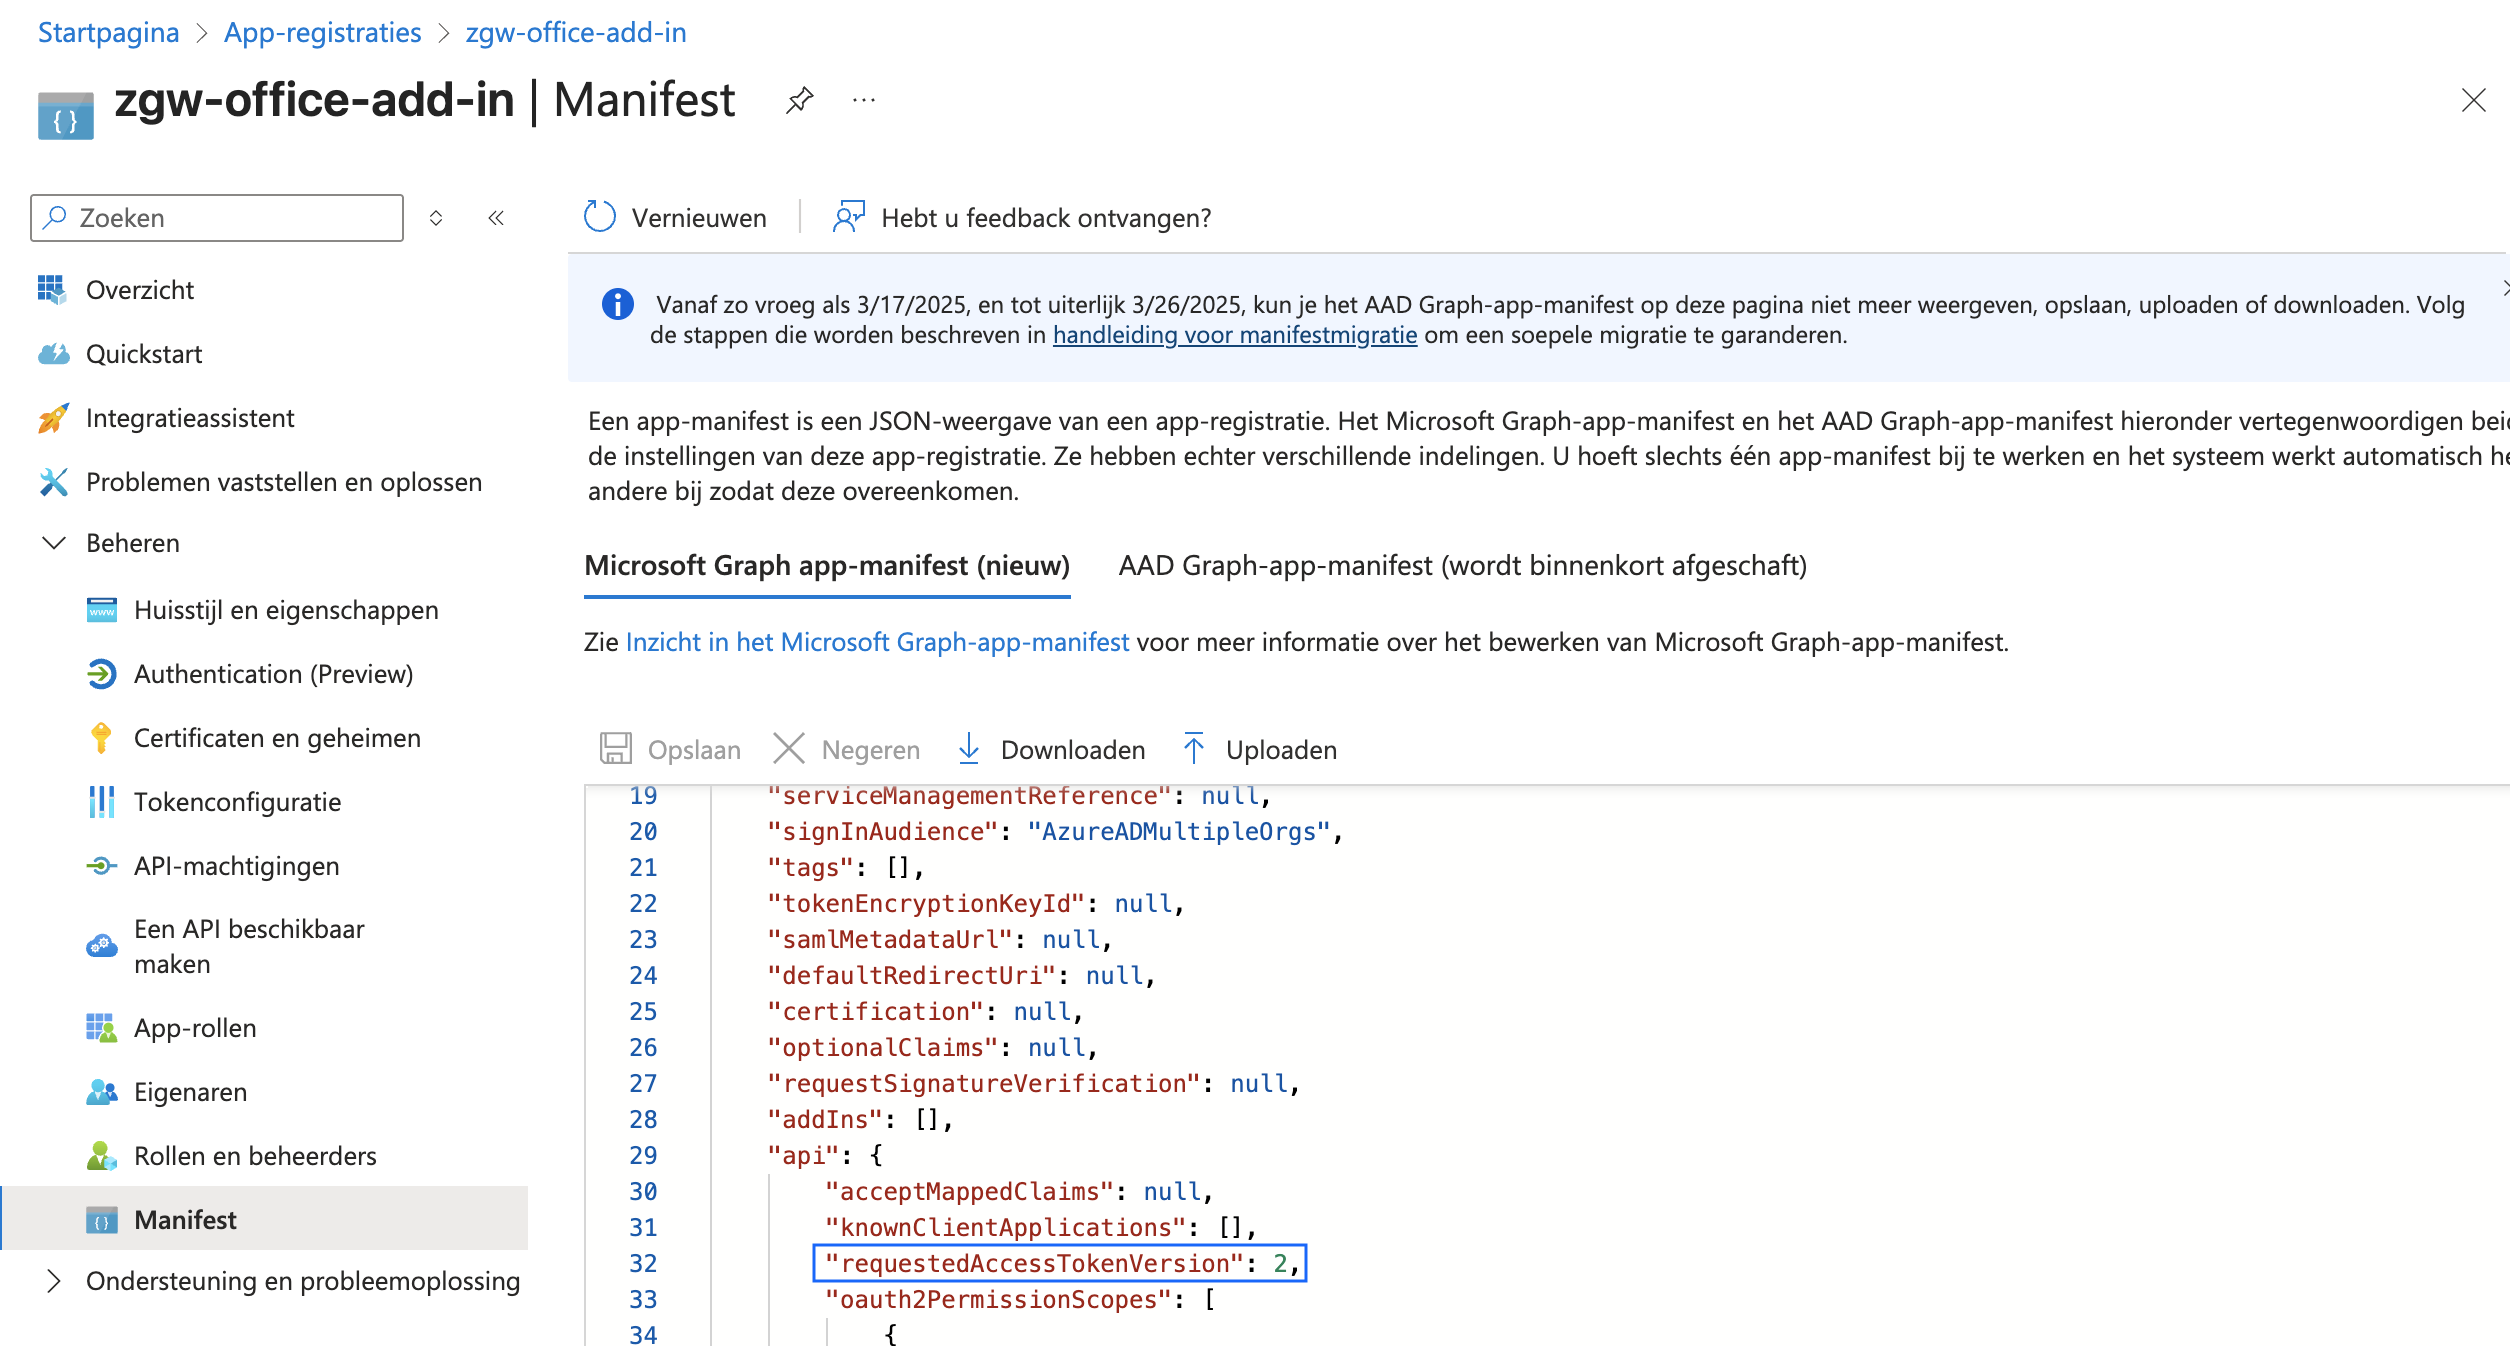 Startpagina > App-registraties > zgw-office-add-in
zgw-office-add-in | Manifest
Zoeken
Overzicht
Quickstart
Integratieassistent
Problemen vaststellen en oplossen
Beheren
Huisstijl en eigenschappen
Authentication (Preview)
Certificaten en geheimen
Tokenconfiguratie
API-machtigingen
Een API beschikbaar
maken
App-rollen
Eigenaren
Rollen en beheerders
Manifest
Ondersteuning en probleemoplossing
Vernieuwen
Hebt u feedback ontvangen?
Vanaf zo vroeg als 3/17/2025, en tot uiterlijk 3/26/2025, kun je het AAD Graph-app-manifest op deze pagina niet meer weergeven, opslaan, uploaden of downloaden. Volg
de stappen die worden beschreven in handleiding voor manifestmigratie om een soepele migratie te garanderen.
Een app-manifest is een JSON-weergave van een app-registratie. Het Microsoft Graph-app-manifest en het AAD Graph-app-manifest hieronder vertegenwoordigen
de instellingen van deze app-registratie. Ze hebben echter verschillende indelingen. U hoeft slechts één app-manifest bij te werken en het systeem werkt automatisch
andere bij zodat deze overeenkomen.
Microsoft Graph app-manifest (nieuw)
AAD Graph-app-manifest (wordt binnenkort afgeschaft)
Zie Inzicht in het Microsoft Graph-app-manifest voor meer informatie over het bewerken van Microsoft Graph-app-manifest.
Opslaan
Negeren
Downloaden
Uploaden
19 "serviceManagementReference": null,
20 "signInAudience": "AzureADMultipleOrgs",
21 "tags": [],
22 "tokenEncryptionKeyId": null,
23 "samlMetadataUrl": null,
24 "defaultRedirectUri": null,
25 "certification": null,
26 "optionalClaims": null,
27 "requestSignatureVerification": null,
28 "addIns": [],
29 "api": {
30 "acceptMappedClaims": null,
31 "knownClientApplications": [],
32 "requestedAccessTokenVersion": 2,
33 "oauth2PermissionScopes": [
34 {